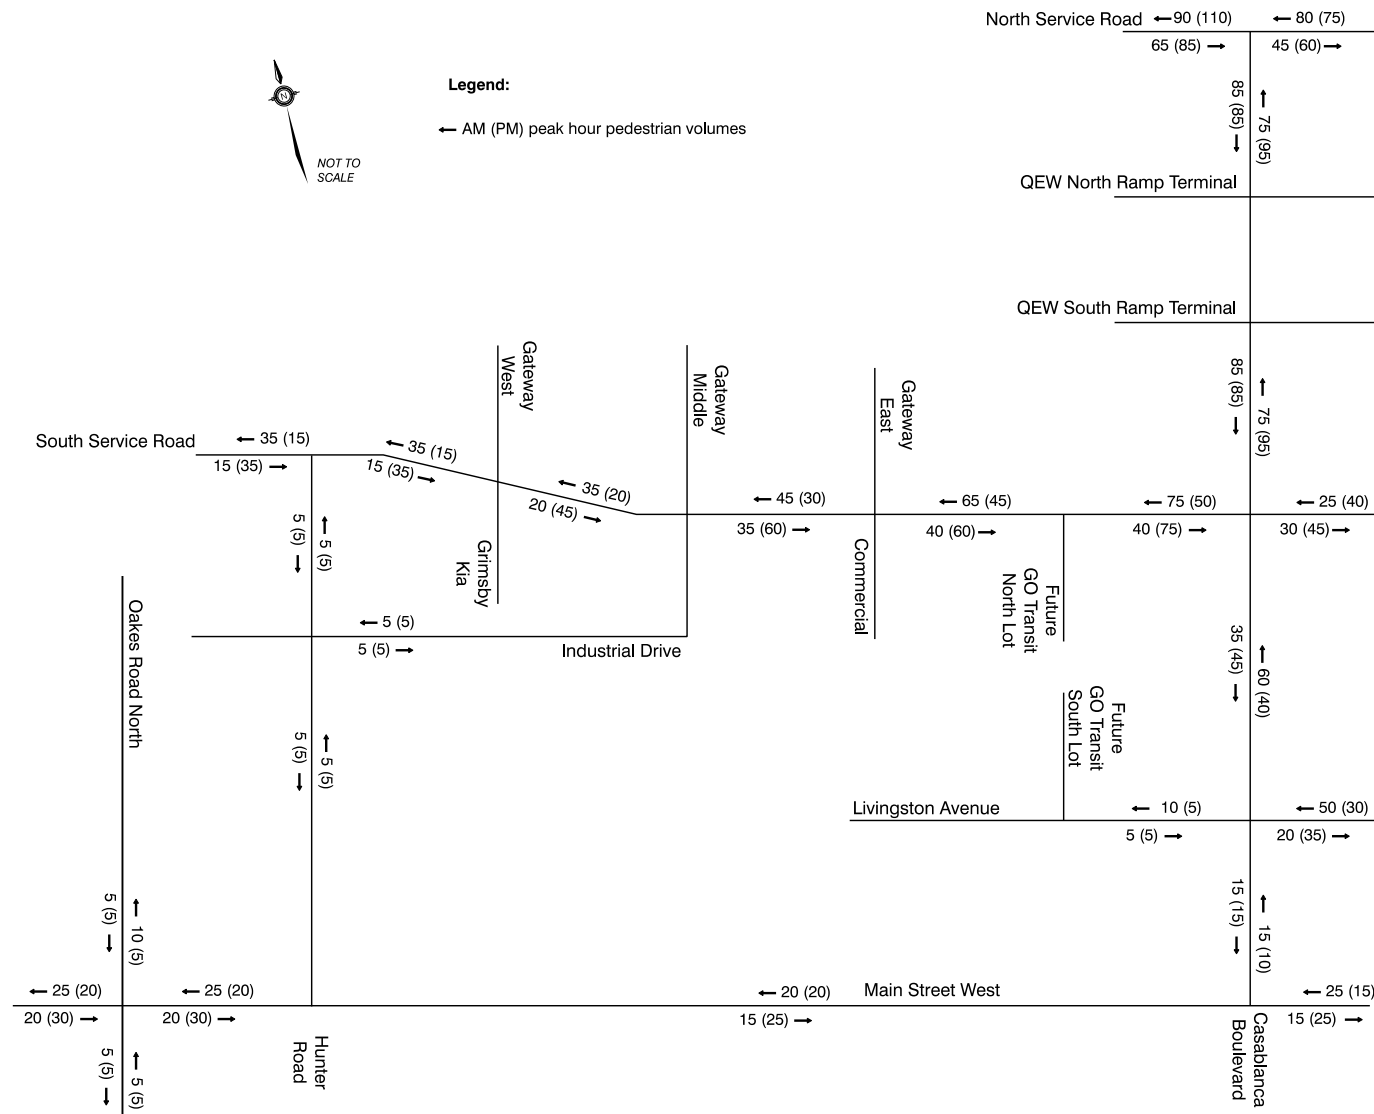 North Service Road
90 (110)
80 (75)
65 (85)
45 (60)
Legend:
AM (PM) peak hour pedestrian volumes
N
NOT TO
SCALE
85 (85)
75 (95)
QEW North Ramp Terminal
QEW South Ramp Terminal
85 (85)
75 (95)
Gateway
West
Gateway
Middle
Gateway
East
South Service Road
35 (15)
15 (35)
35 (15)
15 (35)
35 (20)
20 (45)
45 (30)
35 (60)
65 (45)
40 (60)
75 (50)
40 (75)
25 (40)
30 (45)
5 (5)
5 (5)
Grimsby
Kia
Commercial
Future
GO Transit
North Lot
Oakes Road North
5 (5)
5 (5)
Industrial Drive
35 (45)
60 (40)
Future
GO Transit
South Lot
5 (5)
5 (5)
Livingston Avenue
10 (5)
5 (5)
50 (30)
20 (35)
5 (5)
10 (5)
15 (15)
15 (10)
25 (20)
20 (30)
25 (20)
20 (30)
20 (20)
15 (25)
Main Street West
25 (15)
15 (25)
5 (5)
5 (5)
Hunter
Road
Casablanca
Boulevard